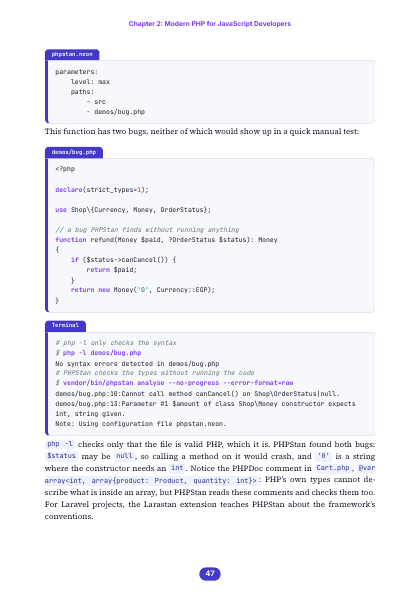 Chapter 2: Modern PHP for JavaScript Developers
phpstan.neon
parameters:
    level: max
    paths:
        - src
        - demos/bug.php
This function has two bugs, neither of which would show up in a quick manual test:
demos/bug.php
<?php
declare(strict_types=1);
use Shop\{Currency, Money, OrderStatus};
// a bug PHPStan finds without running anything
function refund(Money $paid, ?OrderStatus $status): Money
{
    if ($status->canCancel()) {
        return $paid;
    }
    return new Money('0', Currency::EGP);
}
Terminal
# php -l only checks the syntax
$ php -l demos/bug.php
No syntax errors detected in demos/bug.php
# PHPStan checks the types without running the code
$ vendor/bin/phpstan analyse --no-progress --error-format=raw
demos/bug.php:10:Cannot call method canCancel() on Shop\OrderStatus|null.
demos/bug.php:13:Parameter #1 $amount of class Shop\Money constructor expects
int, string given.
Note: Using configuration file phpstan.neon.
php -l checks only that the file is valid PHP, which it is. PHPStan found both bugs:
$status may be null, so calling a method on it would crash, and '0' is a string
where the constructor needs an int. Notice the PHPDoc comment in Cart.php, @var
array<int, array{product: Product, quantity: int}>: PHP's own types cannot de-
scribe what is inside an array, but PHPStan reads these comments and checks them too.
For Laravel projects, the Larastan extension teaches PHPStan about the framework's
conventions.
47